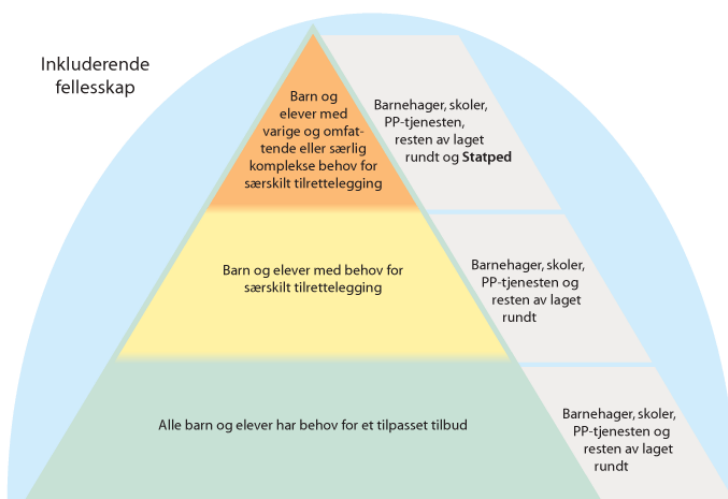 Inkluderende
fellesskap
Barn og
elever med
varige og omfat-
tende eller særlig
komplekse behov for
særskilt tilrettelegging
Barnehager, skoler,
PP-tjenesten,
resten av laget
rundt og Statped
Barn og elever med behov for
særskilt tilrettelegging
Barnehager, skoler,
PP-tjenesten og
resten av laget
rundt
Alle barn og elever har behov for et tilpasset tilbud
Barnehager, skoler,
PP-tjenesten og
resten av laget
rundt